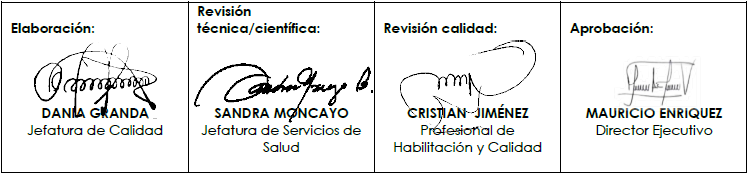 Elaboración:
DANIA GRANDA
Jefatura de Calidad
Revisión
técnica/científica:
SANDRA MONCAYO
Jefatura de Servicios de
Salud
Revisión calidad:
CRISTIAN JIMÉNEZ
Profesional de
Habilitación y Calidad
Aprobación:
MAURICIO ENRIQUEZ
Director Ejecutivo